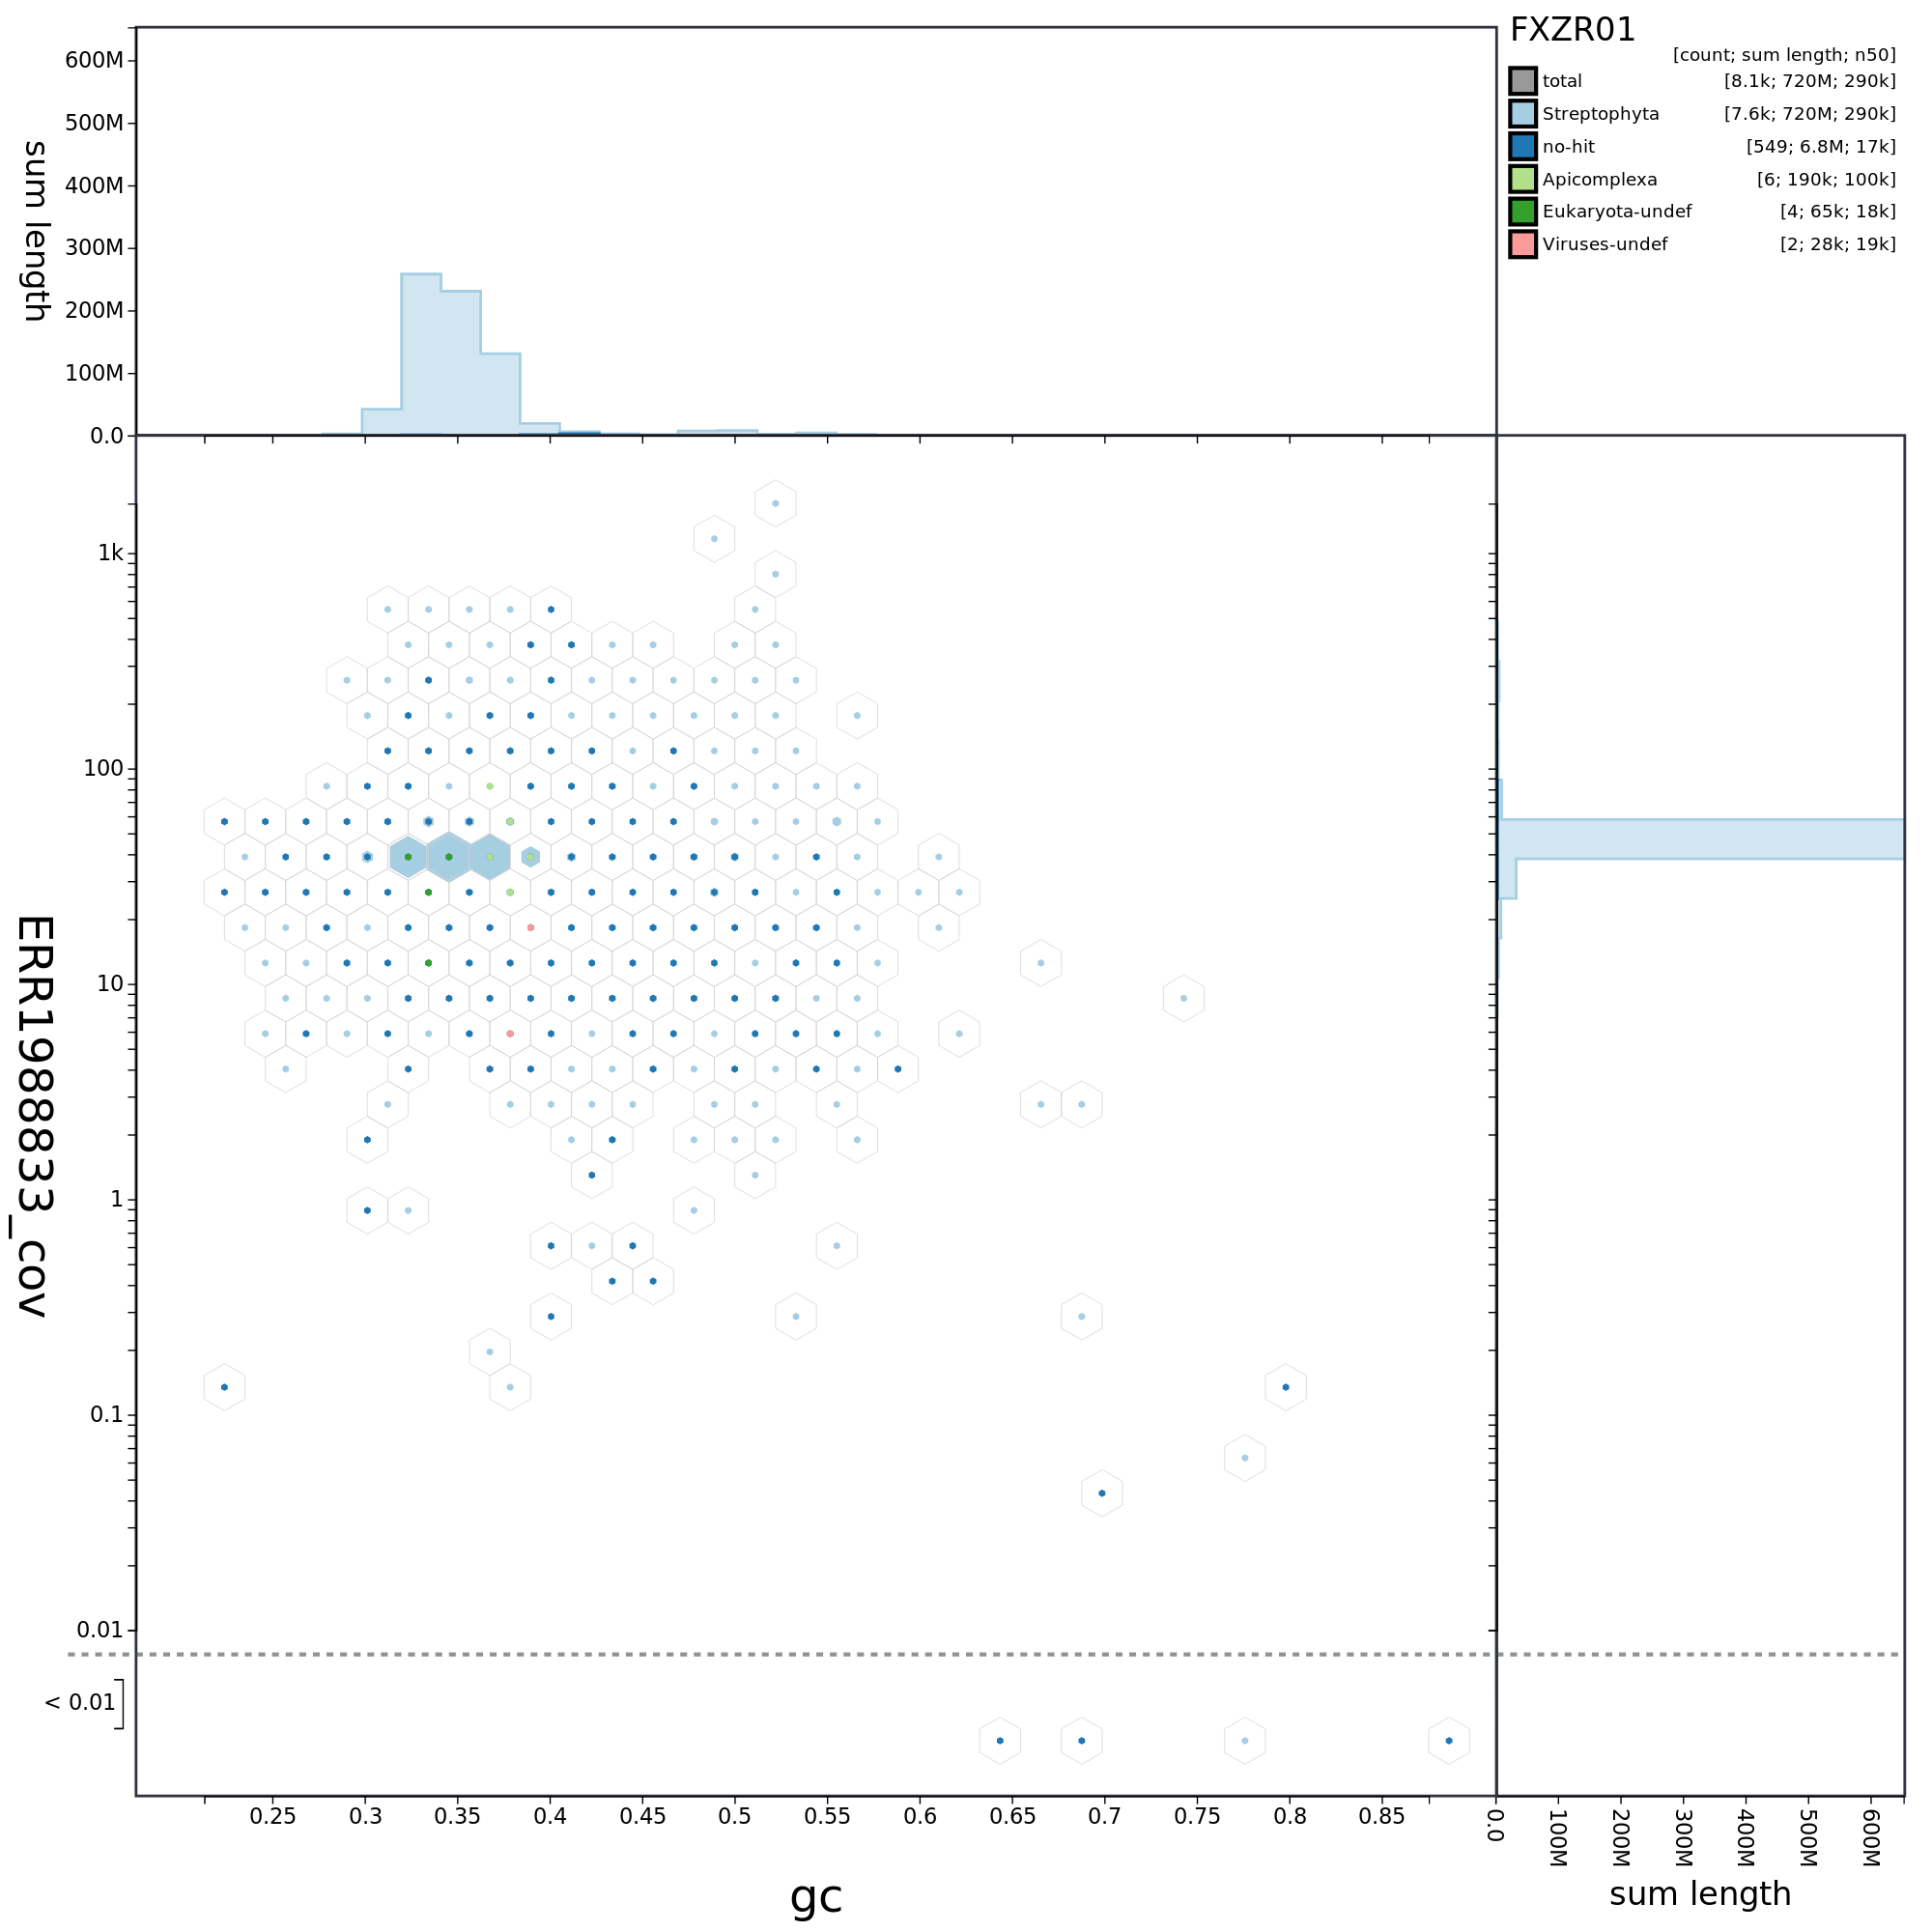 FXZR01
[count; sum length; n50]
total [8.1k; 720M; 290k]
Streptophyta [7.6k; 720M; 290k]
no-hit [549; 6.8M; 17k]
Apicomplexa [6; 190k; 100k]
Eukaryota-undef [4; 65k; 18k]
Viruses-undef [2; 28k; 19k]
sum length
600M
500M
400M
300M
200M
100M
0.0
ERR1988833_cov
1k
100
10
1
0.1
0.01
< 0.01
0.25 0.3 0.35 0.4 0.45 0.5 0.55 0.6 0.65 0.7 0.75 0.8 0.85
gc
0.0 100M 200M 300M 400M 500M 600M
sum length